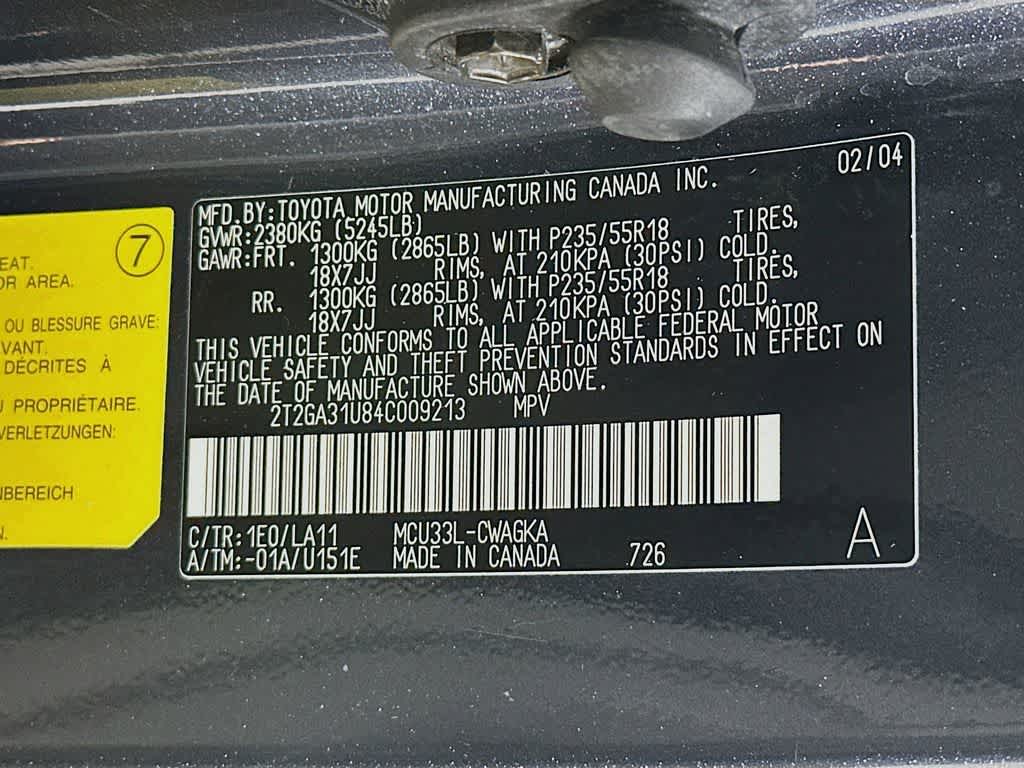 7
EAT.
OR AREA.
OU BLESSURE GRAVE:
VANT.
DÉCRITES À
U PROPRIÉTAIRE.
VERLETZUNGEN:
NBEREICH
N.
02/04
MFD.BY:TOYOTA MOTOR MANUFACTURING CANADA INC.
GVWR:2380KG (5245LB)
GAWR:FRT. 1300KG (2865LB) WITH P235/55R18 TIRES,
18X7JJ RIMS, AT 210KPA (30PSI) COLD.
RR. 1300KG (2865LB) WITH P235/55R18 TIRES,
18X7JJ RIMS, AT 210KPA (30PSI) COLD.
THIS VEHICLE CONFORMS TO ALL APPLICABLE FEDERAL MOTOR
VEHICLE SAFETY AND THEFT PREVENTION STANDARDS IN EFFECT ON
THE DATE OF MANUFACTURE SHOWN ABOVE.
2T2GA31U84C009213 MPV
C/TR:1E0/LA11 MCU33L-CWAGKA
A/TM:-01A/U151E MADE IN CANADA 726
A